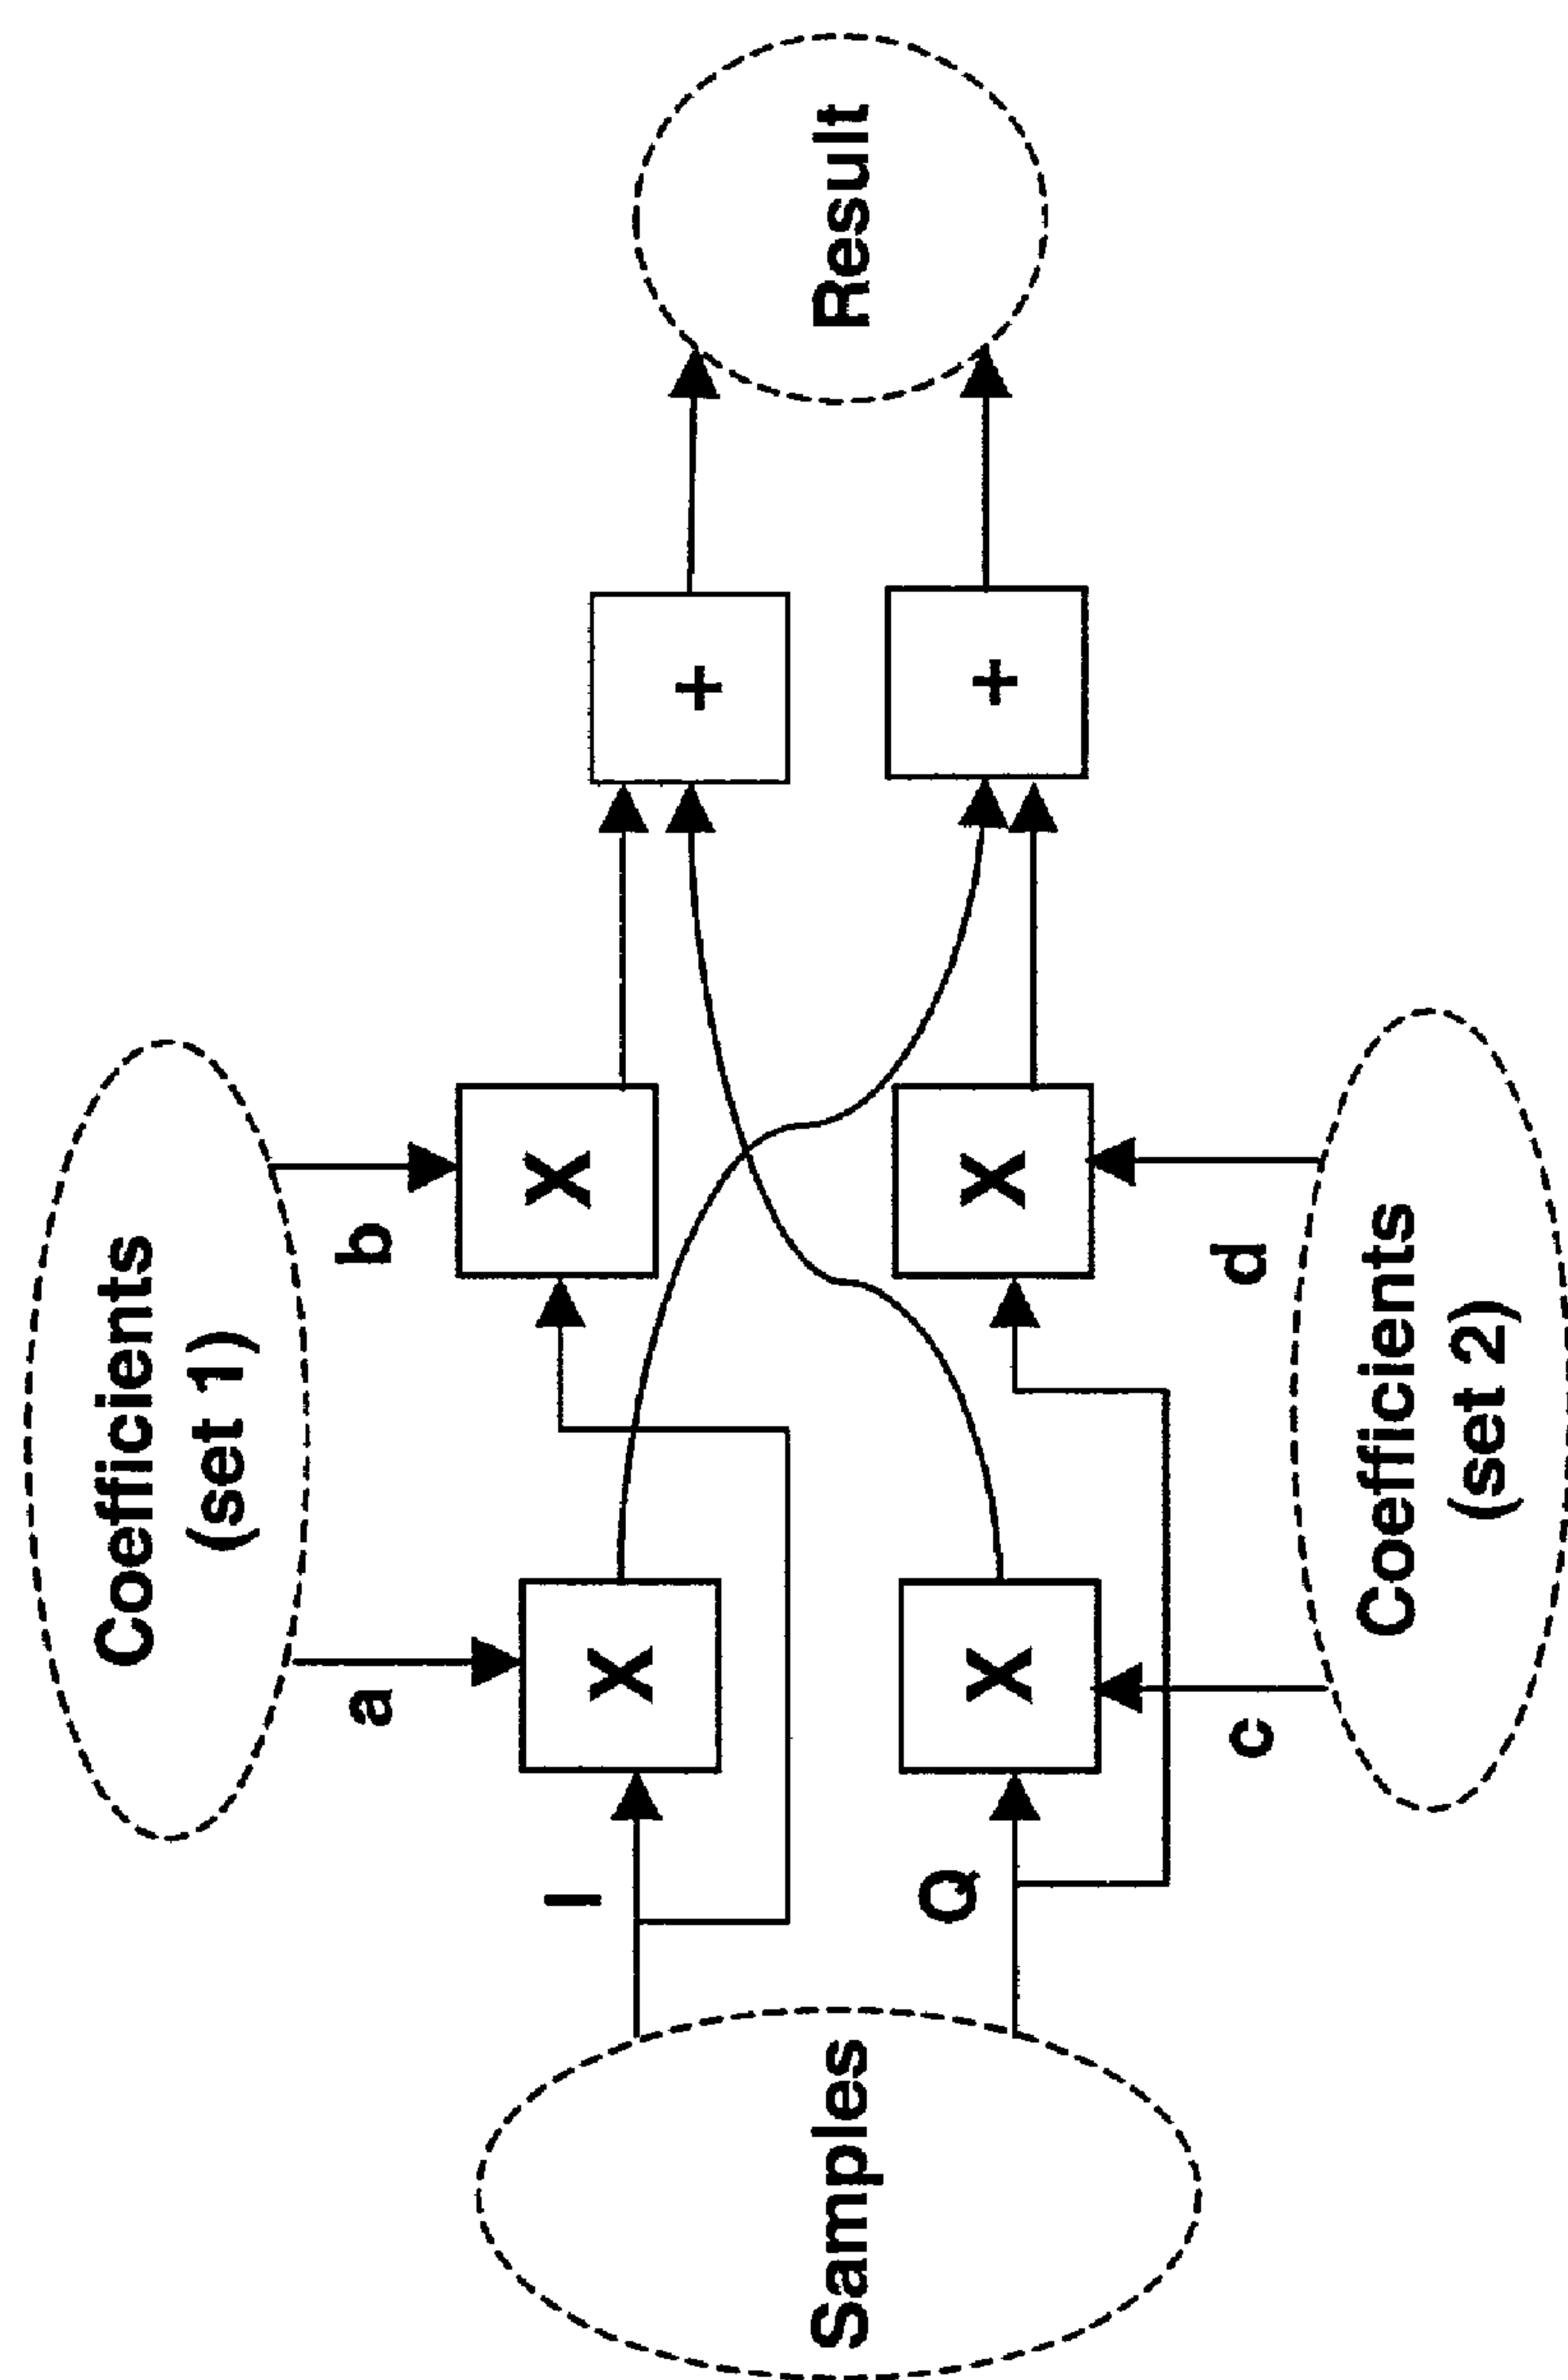 Coefficients
(set 1)
a
b
I
X
X
+
Samples
Result
Q
X
X
+
c
d
Coefficients
(set 2)